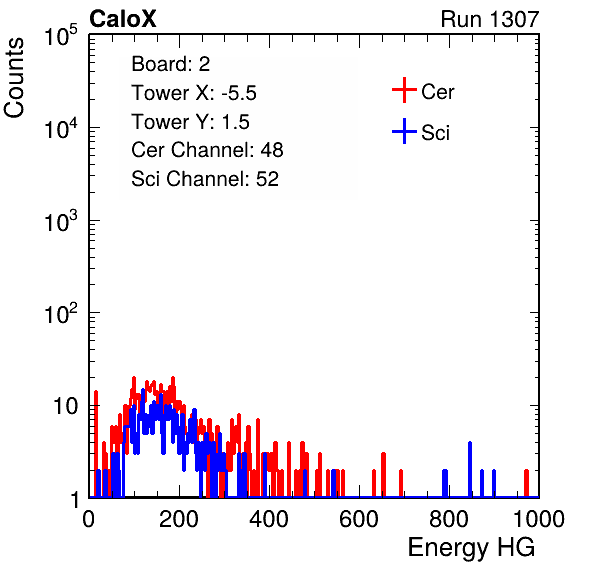 CaloX Run 1307
Counts
10^5
10^4
10^3
10^2
10
1
Board: 2
Tower X: -5.5
Tower Y: 1.5
Cer Channel: 48
Sci Channel: 52
Cer
Sci
0 200 400 600 800 1000
Energy HG